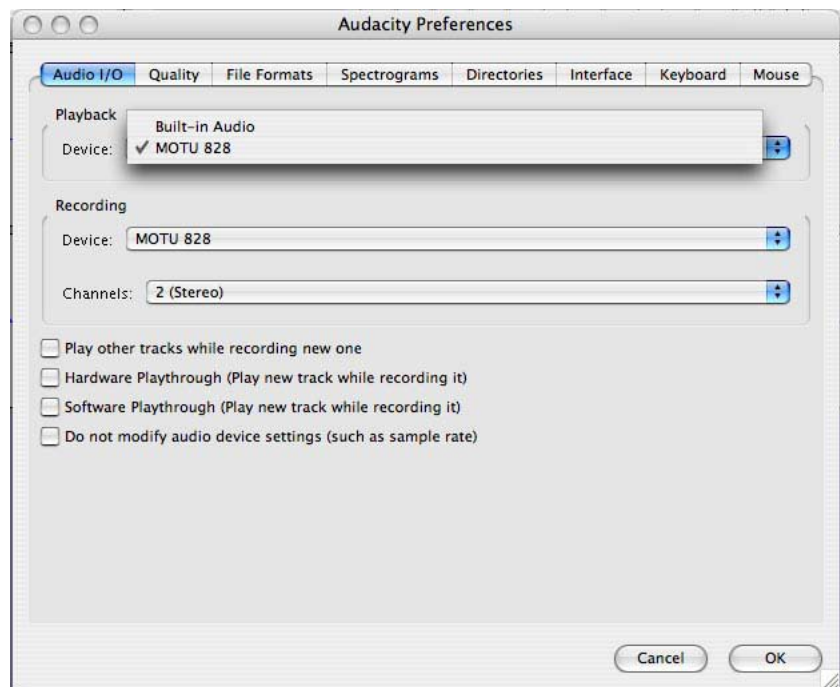 Audacity Preferences
Audio I/O Quality File Formats Spectrograms Directories Interface Keyboard Mouse
Playback
Built-in Audio
Device: ✓ MOTU 828
Recording
Device: MOTU 828
Channels: 2 (Stereo)
Play other tracks while recording new one
Hardware Playthrough (Play new track while recording it)
Software Playthrough (Play new track while recording it)
Do not modify audio device settings (such as sample rate)
Cancel OK